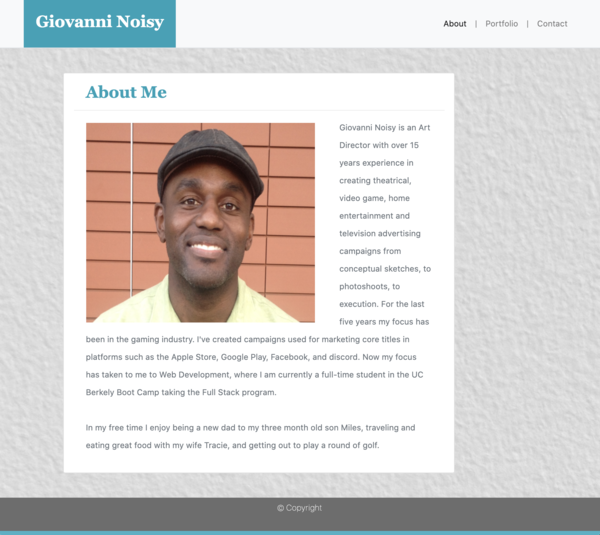 Giovanni Noisy
About | Portfolio | Contact
About Me
Giovanni Noisy is an Art
Director with over 15
years experience in
creating theatrical,
video game, home
entertainment and
television advertising
campaigns from
conceptual sketches, to
photoshoots, to
execution. For the last
five years my focus has
been in the gaming industry. I've created campaigns used for marketing core titles in
platforms such as the Apple Store, Google Play, Facebook, and discord. Now my focus
has taken to me to Web Development, where I am currently a full-time student in the UC
Berkely Boot Camp taking the Full Stack program.
In my free time I enjoy being a new dad to my three month old son Miles, traveling and
eating great food with my wife Tracie, and getting out to play a round of golf.
© Copyright